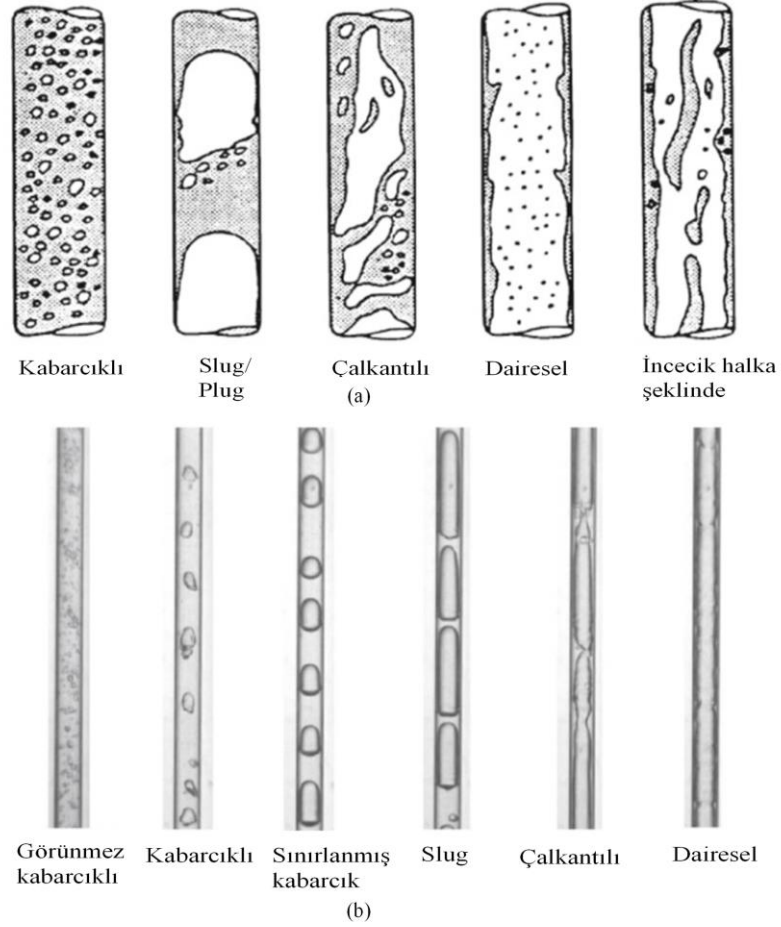 Kabarcıklı
Slug/
Plug
Çalkantılı
Dairesel
İncecik halka
şeklinde
(a)
Görünmez
kabarcıklı
Kabarcıklı
Sınırlanmış
kabarcık
Slug
Çalkantılı
Dairesel
(b)